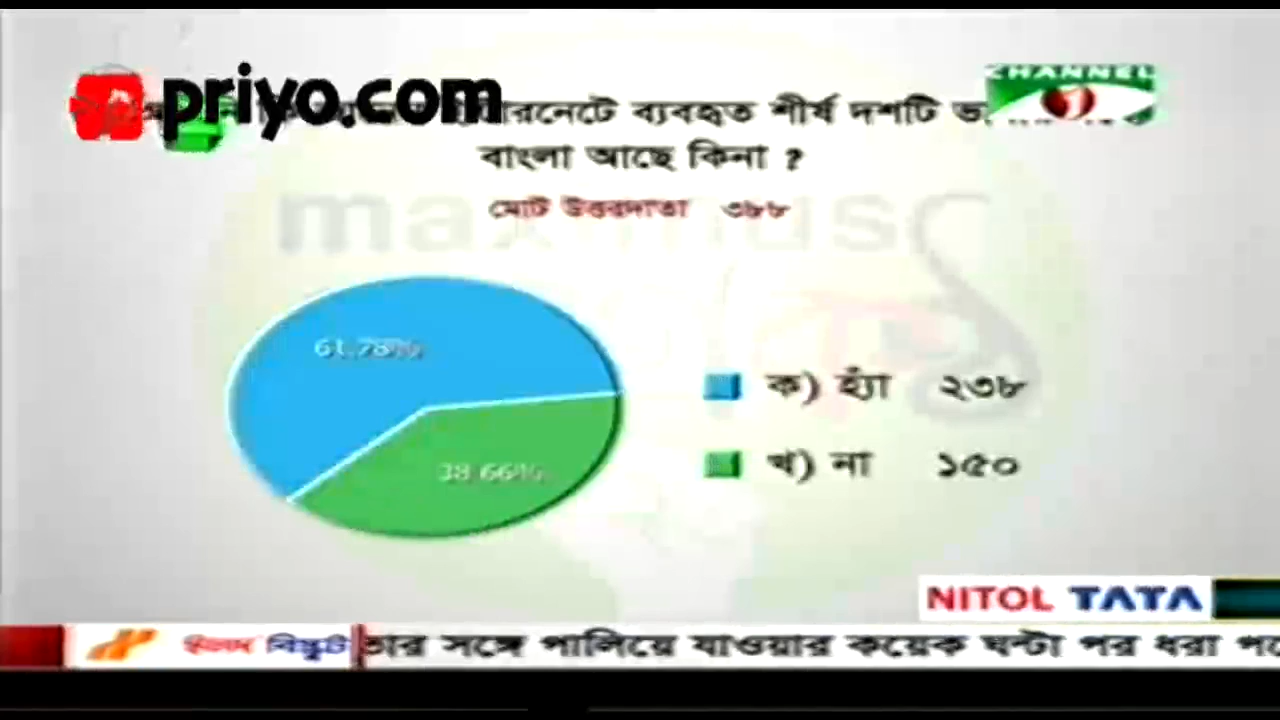 priyo.com
CHANNEL
ব্যবহৃত শীর্ষ দশটি
বাংলা আছে কিনা ?
মোট উত্তরদাতা ৩৮৮
maximus
61.78%
38.66%
ক) হ্যাঁ ২৩৮
খ) না ১৫০
NITOL TATA
বিস্কুট
তার সঙ্গে পালিয়ে যাওয়ার কয়েক ঘন্টা পর ধরা